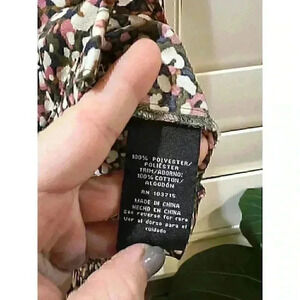 100% POLYESTER/
POLIÉSTER
TRIM/ADORNO:
100% COTTON/
ALGODÓN
RN 103715
MADE IN CHINA
HECHO EN CHINA
See reverse for care
Ver al dorso para el
cuidado